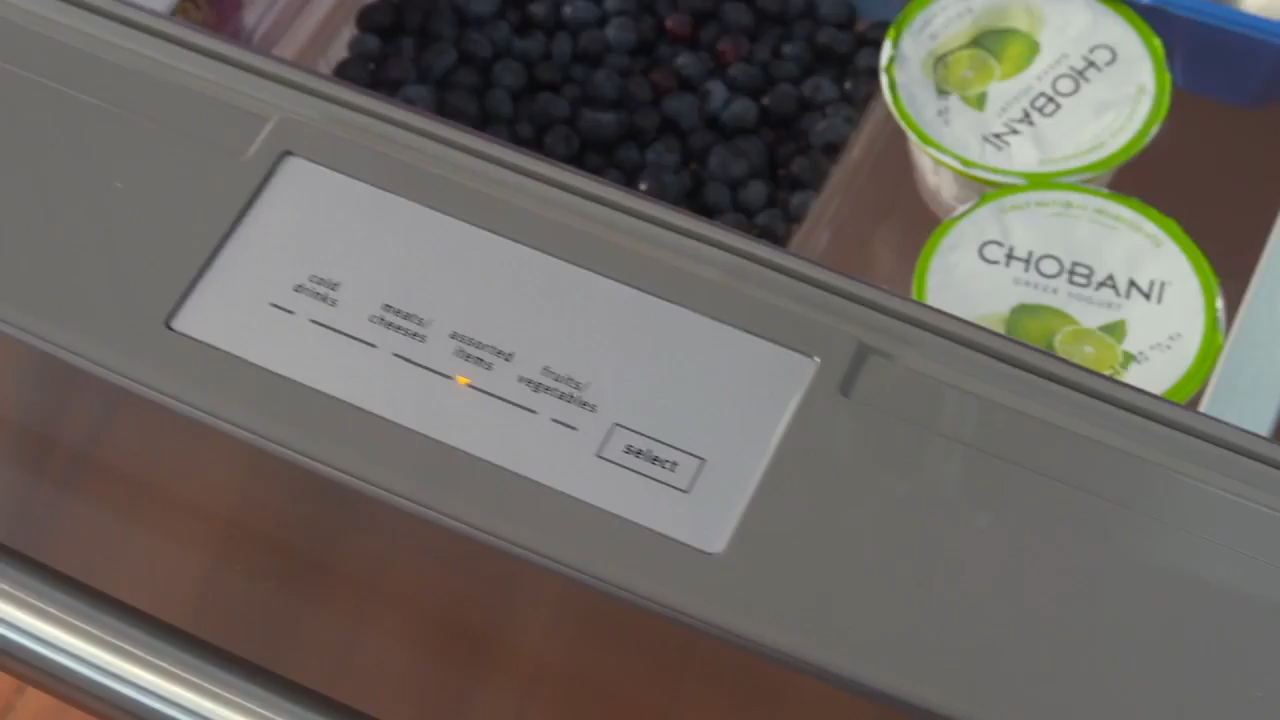 CHOBANI
CHOBANI
GREEK YOGURT
cold
drinks
meats/
cheeses
assorted
items
fruits/
vegetables
select